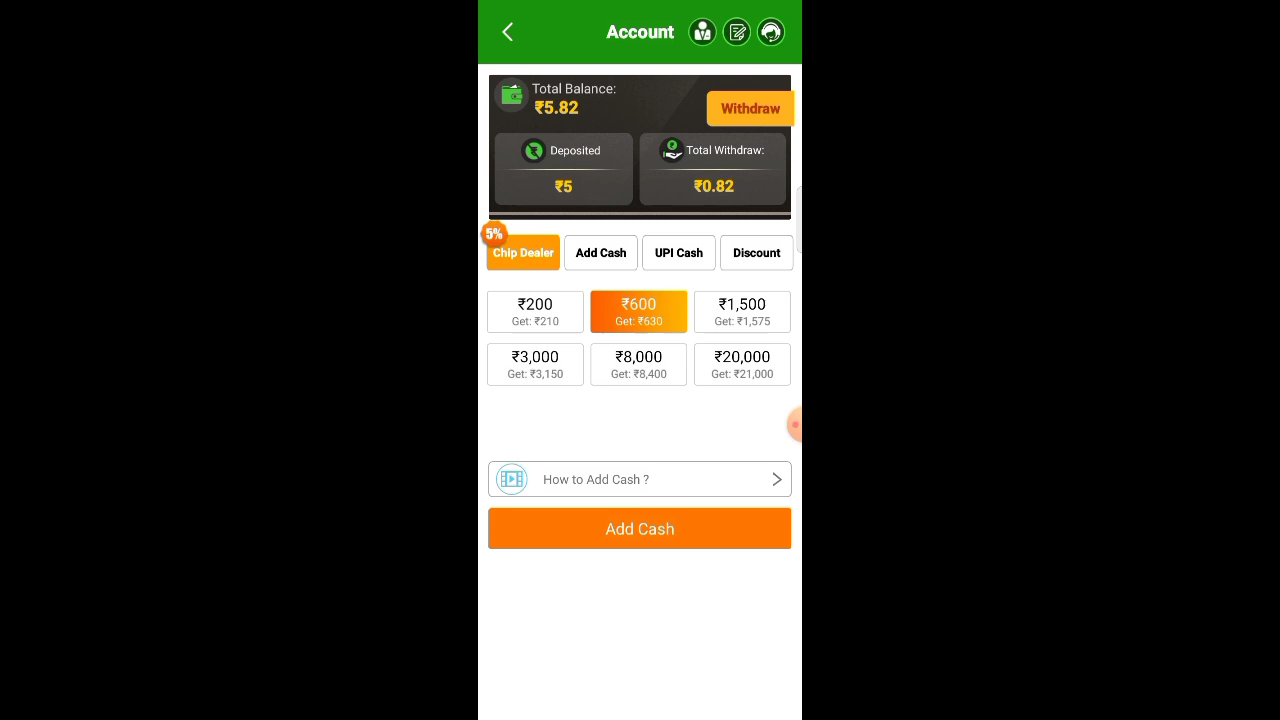 Account
Total Balance:
₹5.82
Withdraw
Deposited
Total Withdraw:
₹5
₹0.82
5%
Chip Dealer
Add Cash
UPI Cash
Discount
₹200
Get: ₹210
₹600
Get: ₹630
₹1,500
Get: ₹1,575
₹3,000
Get: ₹3,150
₹8,000
Get: ₹8,400
₹20,000
Get: ₹21,000
How to Add Cash ?
Add Cash